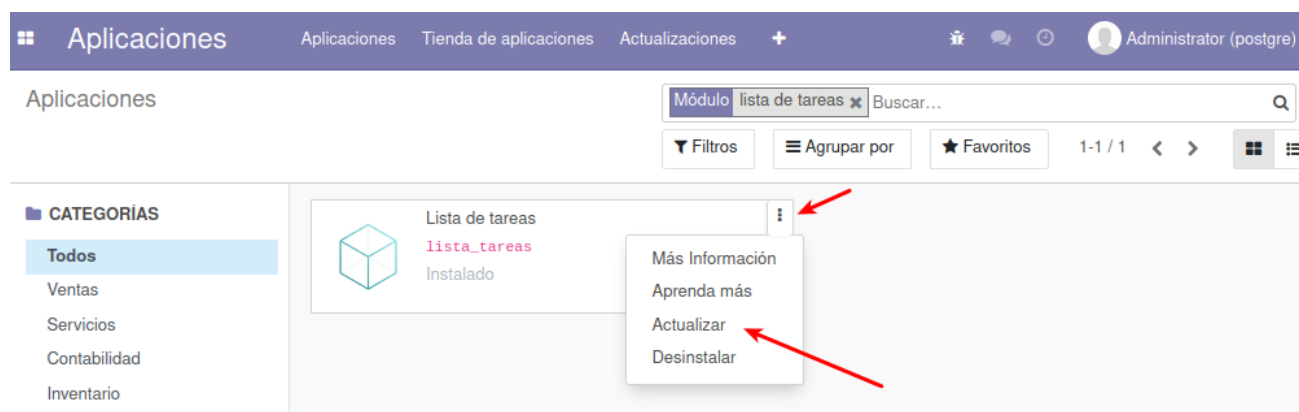 Aplicaciones Aplicaciones Tienda de aplicaciones Actualizaciones Administrator (postgre)
Aplicaciones
Módulo lista de tareas Buscar...
Filtros Agrupar por Favoritos 1-1 / 1
CATEGORÍAS
Todos
Ventas
Servicios
Contabilidad
Inventario
Lista de tareas
lista_tareas
Instalado
Más Información
Aprenda más
Actualizar
Desinstalar